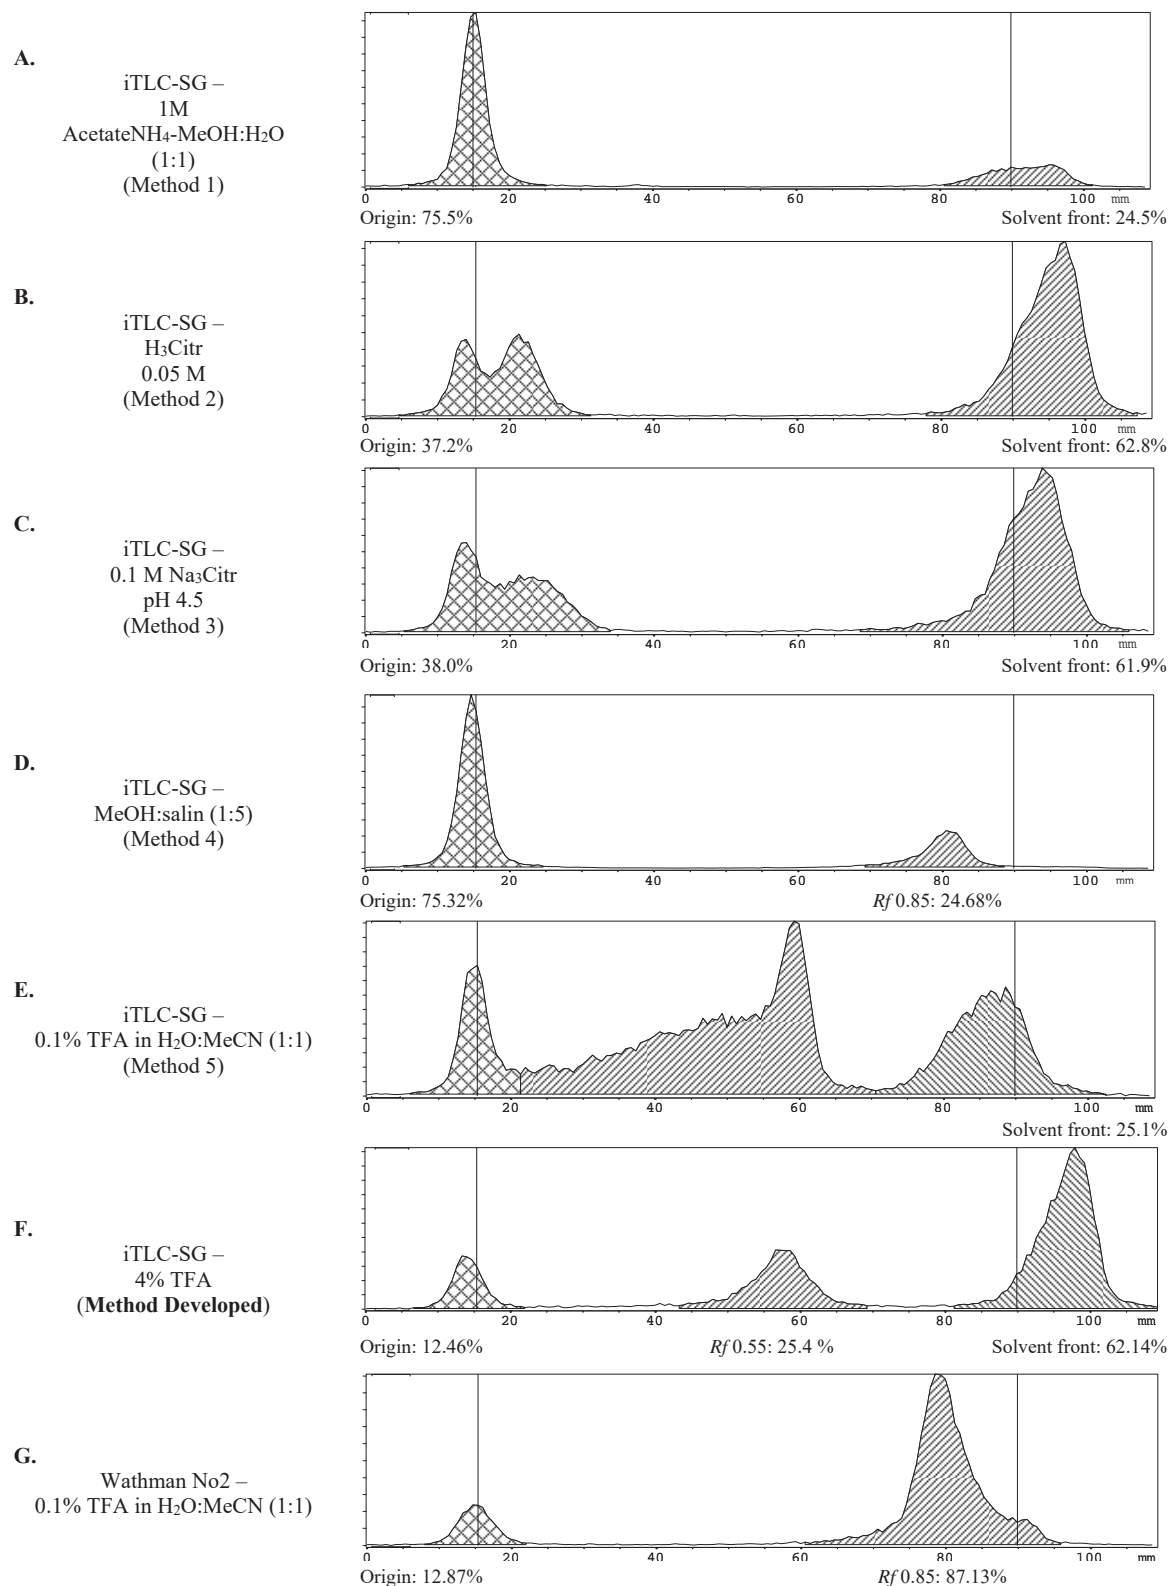 A.
iTLC-SG –
1M
AcetateNH4-MeOH:H2O
(1:1)
(Method 1)
0 20 40 60 80 100 mm
Origin: 75.5% Solvent front: 24.5%
B.
iTLC-SG –
H3Citr
0.05 M
(Method 2)
0 20 40 60 80 100 mm
Origin: 37.2% Solvent front: 62.8%
C.
iTLC-SG –
0.1 M Na3Citr
pH 4.5
(Method 3)
0 20 40 60 80 100 mm
Origin: 38.0% Solvent front: 61.9%
D.
iTLC-SG –
MeOH:salin (1:5)
(Method 4)
0 20 40 60 80 100 mm
Origin: 75.32% Rf 0.85: 24.68%
E.
iTLC-SG –
0.1% TFA in H2O:MeCN (1:1)
(Method 5)
0 20 40 60 80 100 mm
Solvent front: 25.1%
F.
iTLC-SG –
4% TFA
(Method Developed)
0 20 40 60 80 100 mm
Origin: 12.46% Rf 0.55: 25.4 % Solvent front: 62.14%
G.
Wathman No2 –
0.1% TFA in H2O:MeCN (1:1)
0 20 40 60 80 100 mm
Origin: 12.87% Rf 0.85: 87.13%